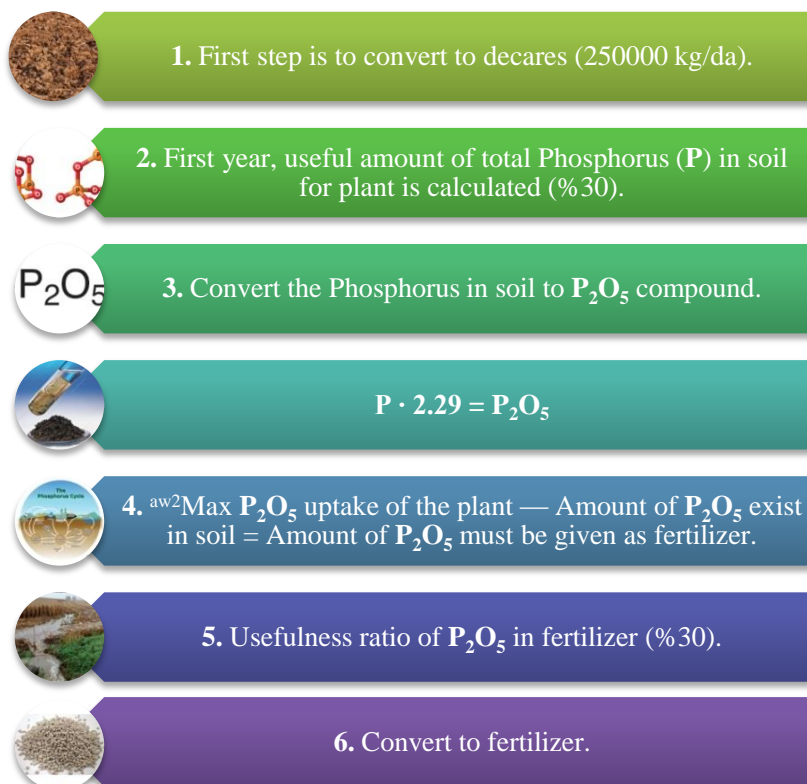 1. First step is to convert to decares (250000 kg/da).
2. First year, useful amount of total Phosphorus (P) in soil
for plant is calculated (%30).
P₂O₅
3. Convert the Phosphorus in soil to P₂O₅ compound.
P · 2.29 = P₂O₅
The
Phosphorus Cycle
4. ᵃʷ²Max P₂O₅ uptake of the plant — Amount of P₂O₅ exist
in soil = Amount of P₂O₅ must be given as fertilizer.
5. Usefulness ratio of P₂O₅ in fertilizer (%30).
6. Convert to fertilizer.